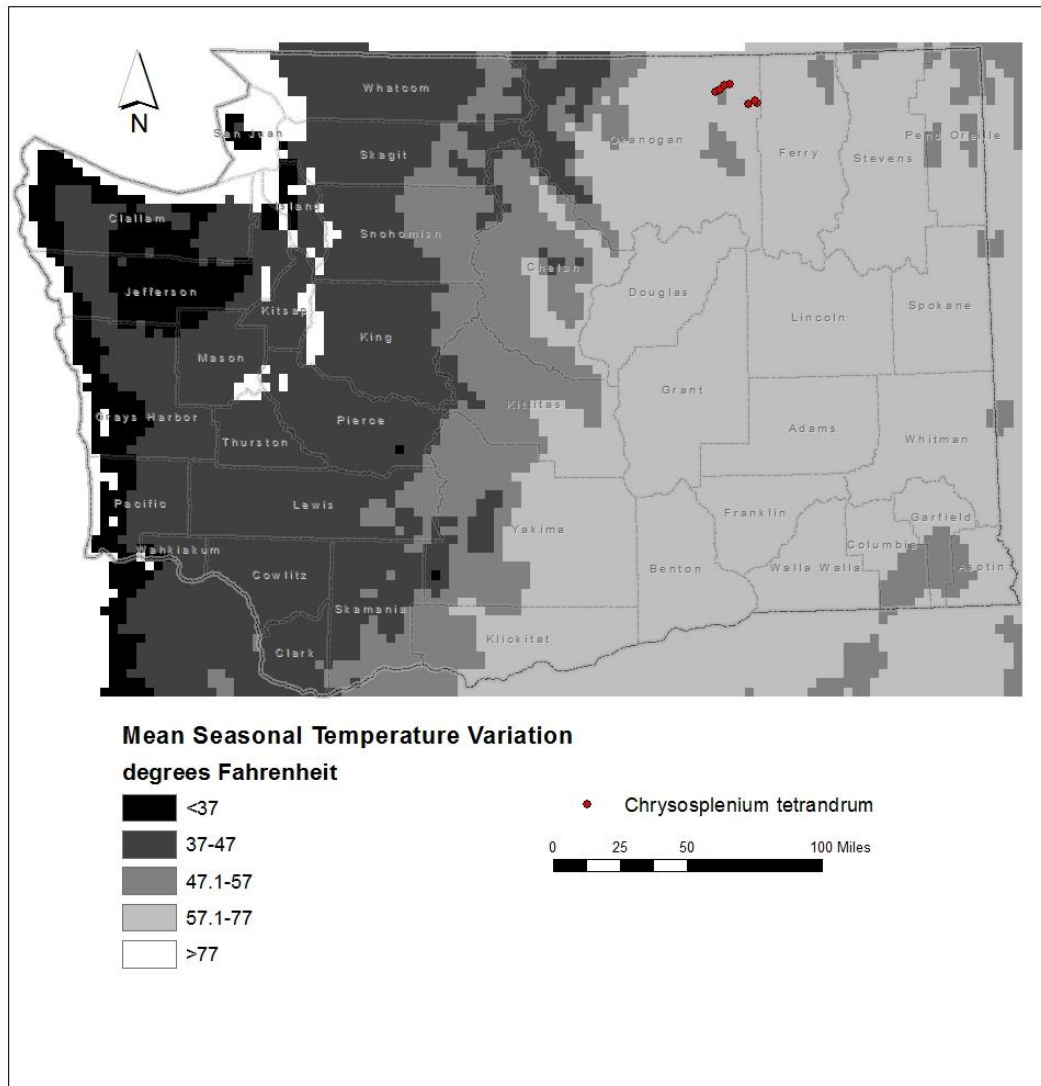 N
Whatcom
San Juan
Skagit
Okanogan
Ferry
Stevens
Pend Oreille
Island
Clallam
Snohomish
Chelan
Jefferson
Douglas
Kitsap
Lincoln
Spokane
King
Mason
Grant
Kittitas
Grays Harbor
Pierce
Adams
Thurston
Whitman
Pacific
Lewis
Franklin
Garfield
Yakima
Columbia
Wahkiakum
Cowlitz
Benton
Walla Walla
Asotin
Skamania
Klickitat
Clark
Mean Seasonal Temperature Variation
degrees Fahrenheit
<37
37-47
47.1-57
57.1-77
>77
Chrysosplenium tetrandrum
0 25 50 100 Miles